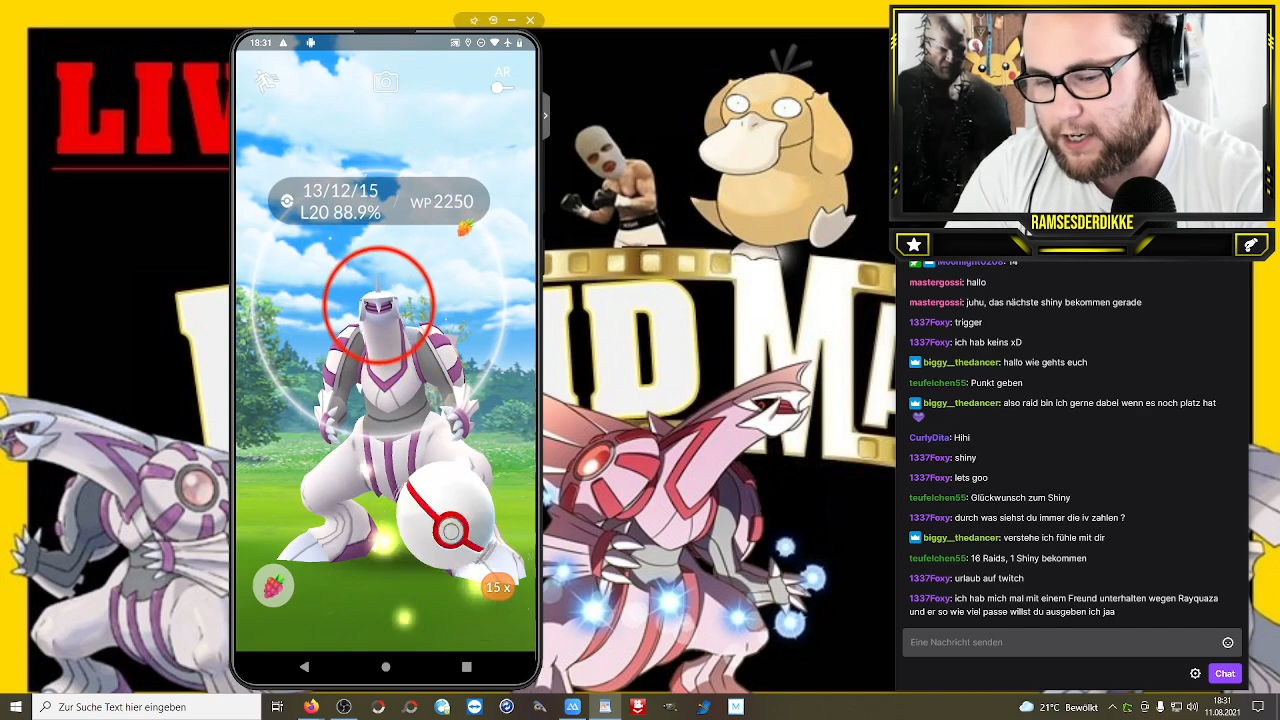 LIV
18:31
AR
13/12/15
L20 88.9%
WP 2250
15 x
RAMSESDERDIKKE
mastergossi: hallo
mastergossi: juhu, das nächste shiny bekommen gerade
1337Foxy: trigger
1337Foxy: ich hab keins xD
biggy__thedancer: hallo wie gehts euch
teufelchen55: Punkt geben
biggy__thedancer: also raid bin ich gerne dabei wenn es noch platz hat
CurlyDita: Hihi
1337Foxy: shiny
1337Foxy: lets goo
teufelchen55: Glückwunsch zum Shiny
1337Foxy: durch was siehst du immer die iv zahlen ?
biggy__thedancer: verstehe ich fühle mit dir
teufelchen55: 16 Raids, 1 Shiny bekommen
1337Foxy: urlaub auf twitch
1337Foxy: ich hab mich mal mit einem Freund unterhalten wegen Rayquaza
und er so wie viel passe willst du ausgeben ich jaa
Eine Nachricht senden
Chat
Zur Suche Text hier eingeben
21°C
18:31
11.08.2021